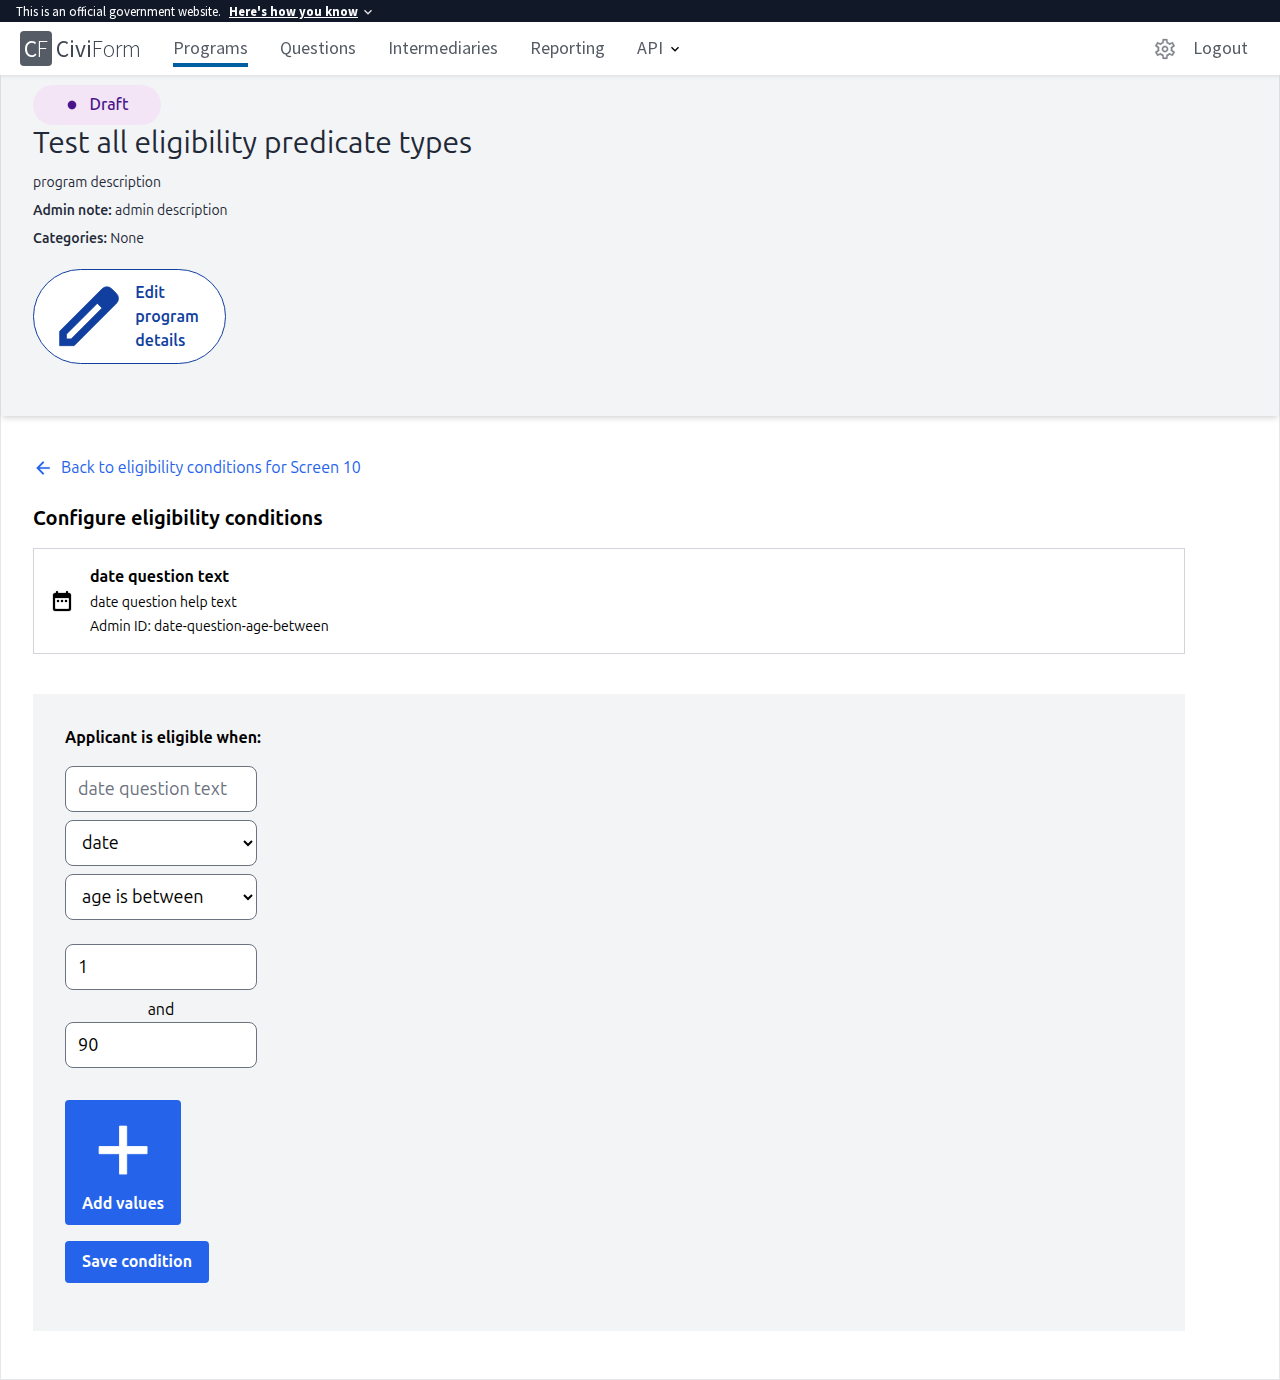 This is an official government website. Here's how you know
CF CiviForm Programs Questions Intermediaries Reporting API Logout
Draft
Test all eligibility predicate types
program description
Admin note: admin description
Categories: None
Edit
program
details
Back to eligibility conditions for Screen 10
Configure eligibility conditions
date question text
date question help text
Admin ID: date-question-age-between
Applicant is eligible when:
date question text
date
age is between
1
and
90
Add values
Save condition